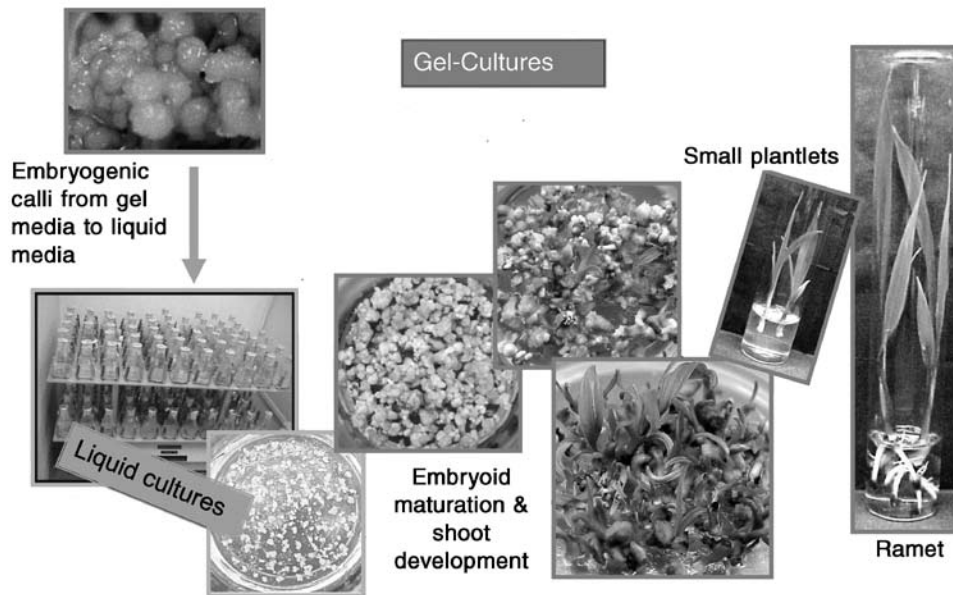 Gel-Cultures
Embryogenic
calli from gel
media to liquid
media
Small plantlets
Liquid cultures
Embryoid
maturation &
shoot
development
Ramet